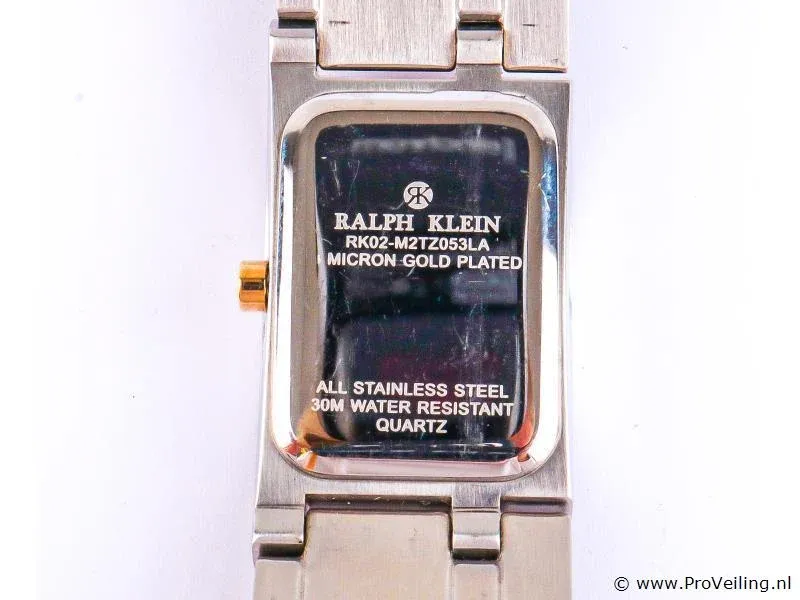 RK
RALPH KLEIN
RK02-M2TZ053LA
MICRON GOLD PLATED
ALL STAINLESS STEEL
30M WATER RESISTANT
QUARTZ
© www.ProVeiling.nl